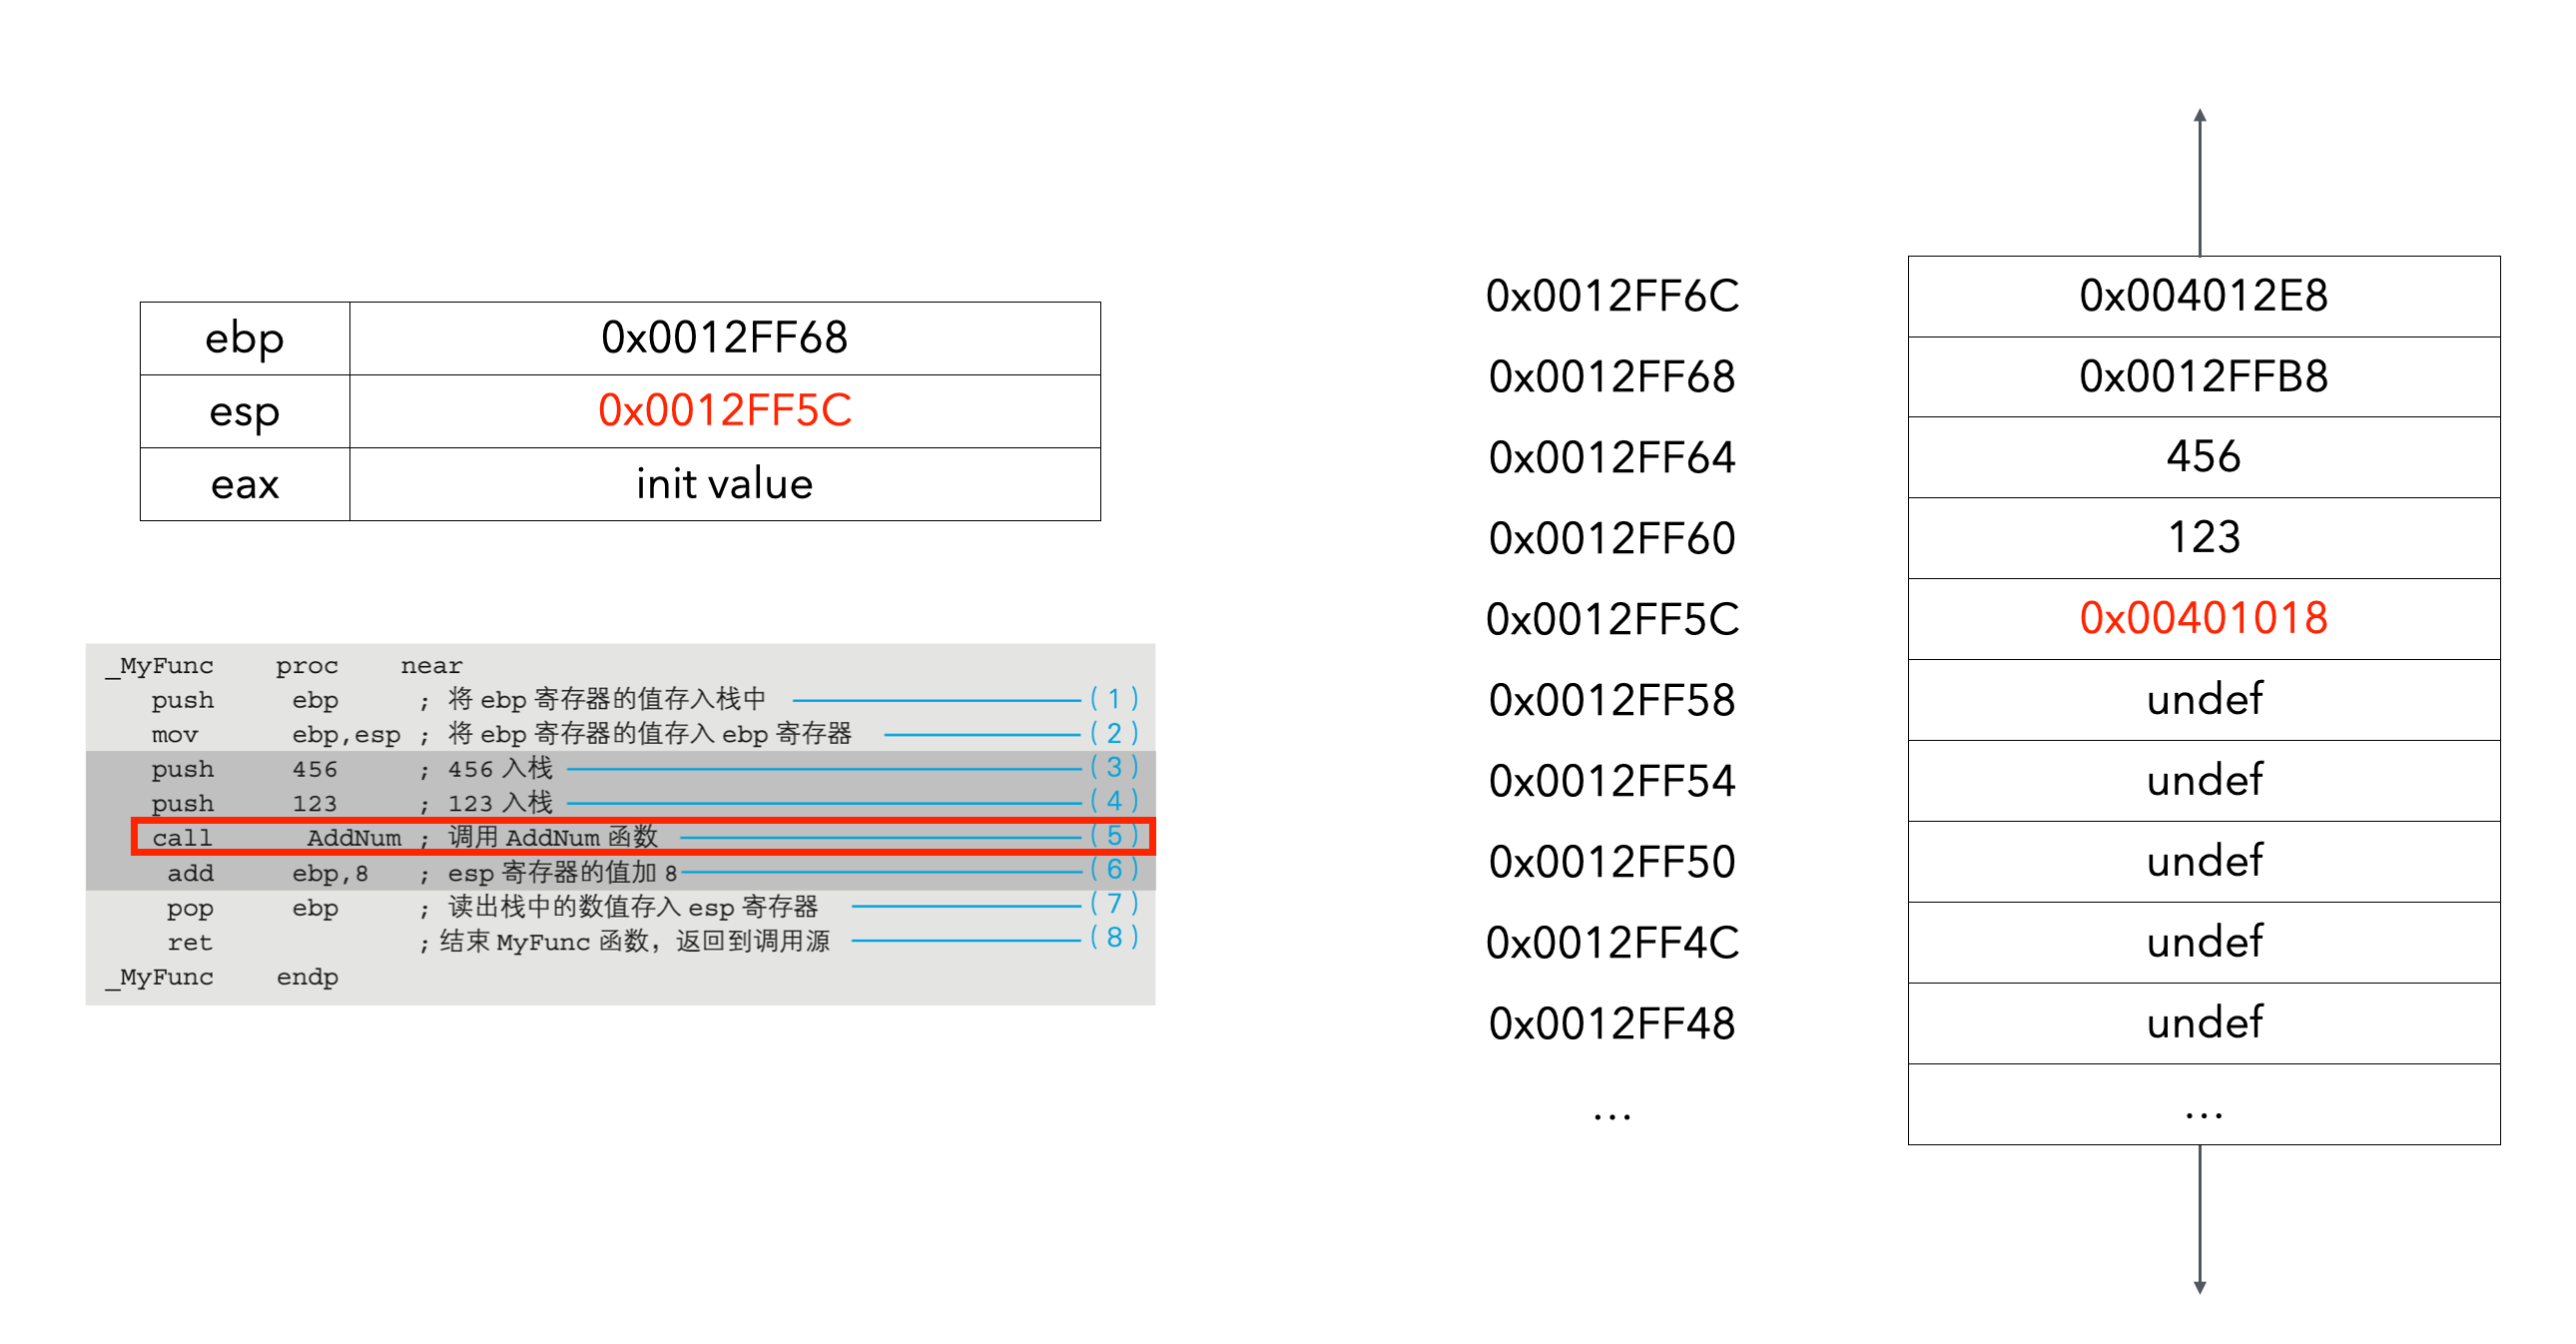 ebp 0x0012FF68
esp 0x0012FF5C
eax init value
_MyFunc proc near
push ebp ; 将 ebp 寄存器的值存入栈中 (1)
mov ebp,esp ; 将 ebp 寄存器的值存入 ebp 寄存器 (2)
push 456 ; 456 入栈 (3)
push 123 ; 123 入栈 (4)
call AddNum ; 调用 AddNum 函数 (5)
add ebp,8 ; esp 寄存器的值加 8 (6)
pop ebp ; 读出栈中的数值存入 esp 寄存器 (7)
ret ; 结束 MyFunc 函数，返回到调用源 (8)
_MyFunc endp
0x0012FF6C 0x004012E8
0x0012FF68 0x0012FFB8
0x0012FF64 456
0x0012FF60 123
0x0012FF5C 0x00401018
0x0012FF58 undef
0x0012FF54 undef
0x0012FF50 undef
0x0012FF4C undef
0x0012FF48 undef
... ...